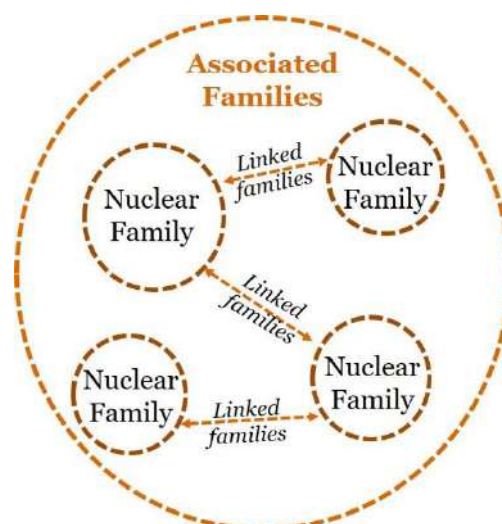 Associated
Families
Linked
families
Nuclear
Family
Nuclear
Family
Linked
families
Nuclear
Family
Nuclear
Family
Linked
families